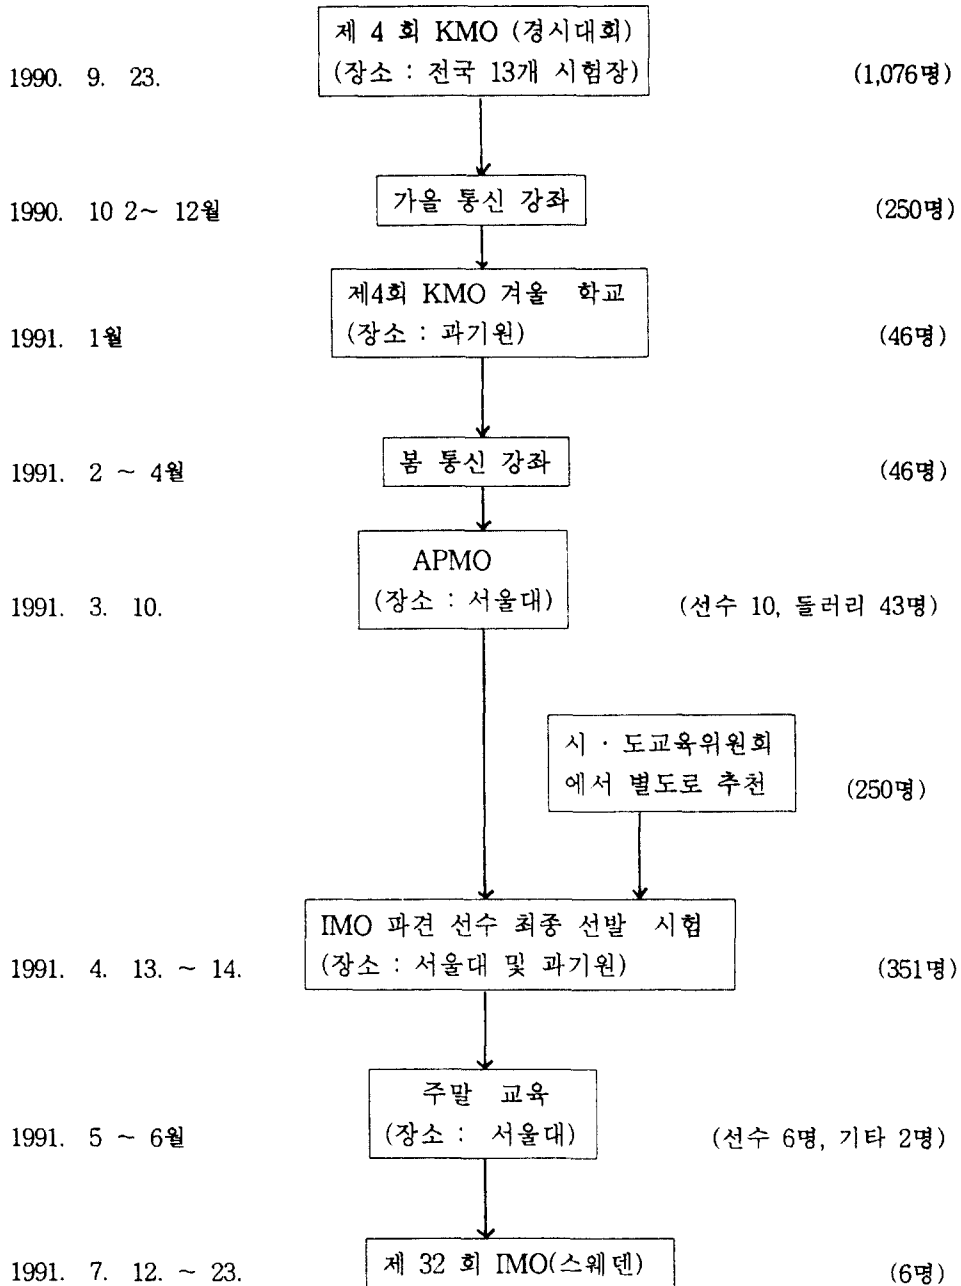 제 4 회 KMO (경시대회)
1990. 9. 23. (장소 : 전국 13개 시험장) (1,076명)
1990. 10 2~ 12월 가을 통신 강좌 (250명)
제4회 KMO 겨울 학교
1991. 1월 (장소 : 과기원) (46명)
1991. 2 ~ 4월 봄 통신 강좌 (46명)
APMO
1991. 3. 10. (장소 : 서울대) (선수 10, 들러리 43명)
시 · 도교육위원회
에서 별도로 추천 (250명)
IMO 파견 선수 최종 선발 시험
1991. 4. 13. ~ 14. (장소 : 서울대 및 과기원) (351명)
주말 교육
1991. 5 ~ 6월 (장소 : 서울대) (선수 6명, 기타 2명)
1991. 7. 12. ~ 23. 제 32 회 IMO(스웨덴) (6명)